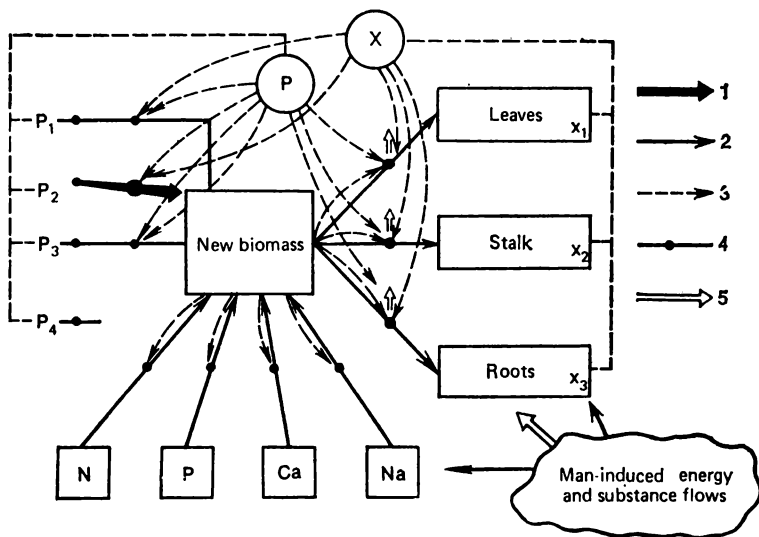 X
P
P1
P2
P3
P4
New biomass
Leaves
x1
Stalk
x2
Roots
x3
1
2
3
4
5
N
P
Ca
Na
Man-induced energy
and substance flows